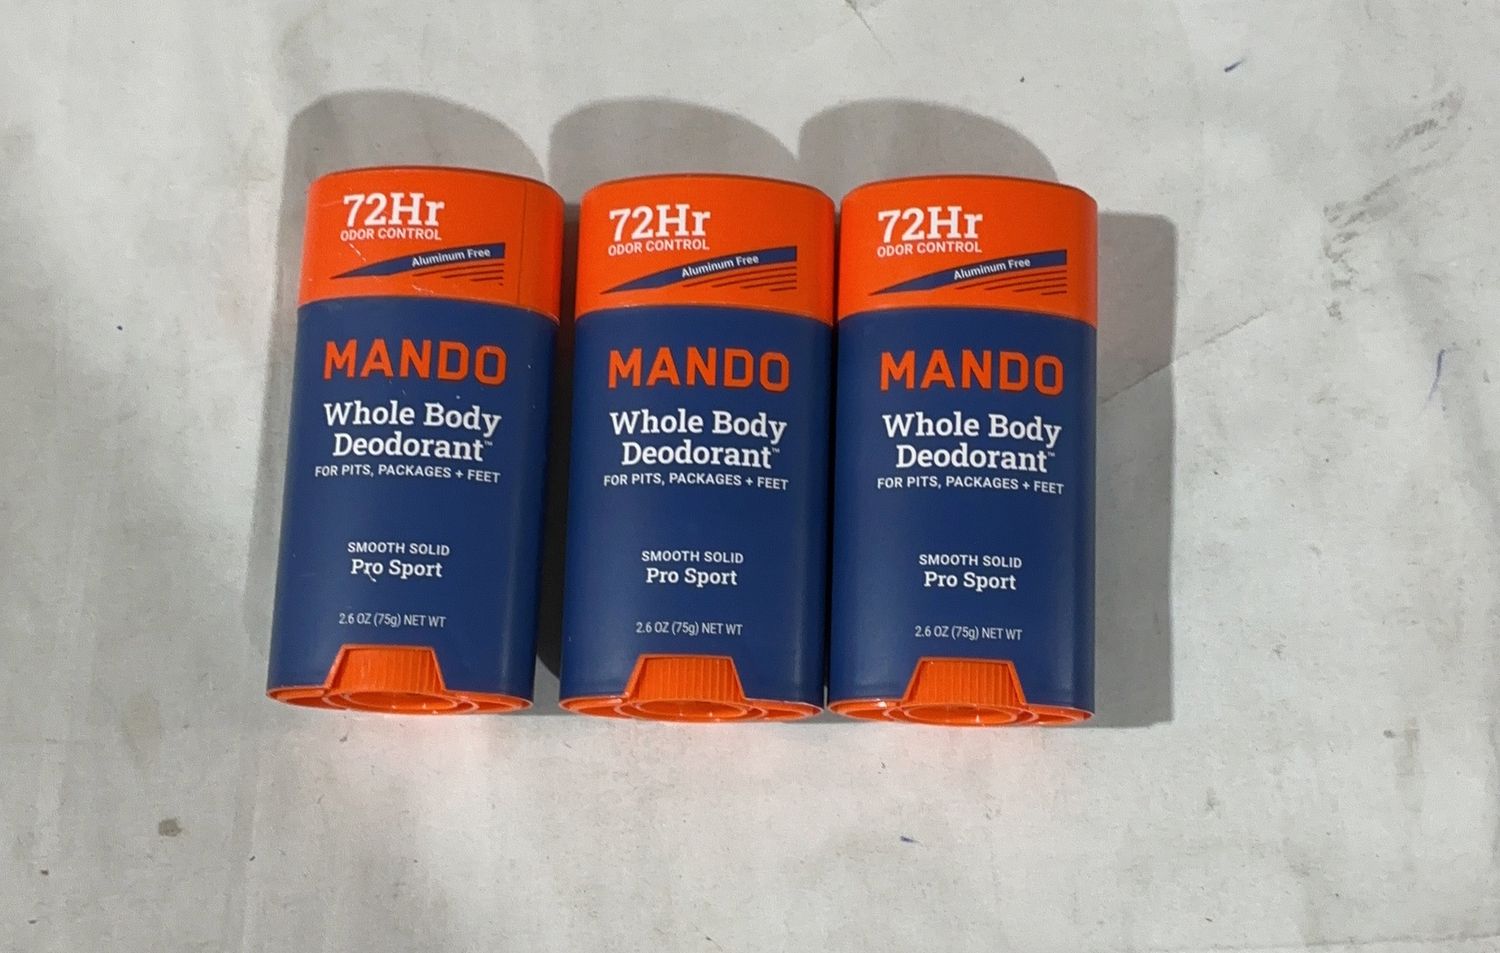 72Hr
ODOR CONTROL
Aluminum Free
MANDO
Whole Body
Deodorant™
FOR PITS, PACKAGES + FEET
SMOOTH SOLID
Pro Sport
2.6 OZ (75g) NET WT
72Hr
ODOR CONTROL
Aluminum Free
MANDO
Whole Body
Deodorant™
FOR PITS, PACKAGES + FEET
SMOOTH SOLID
Pro Sport
2.6 OZ (75g) NET WT
72Hr
ODOR CONTROL
Aluminum Free
MANDO
Whole Body
Deodorant™
FOR PITS, PACKAGES + FEET
SMOOTH SOLID
Pro Sport
2.6 OZ (75g) NET WT